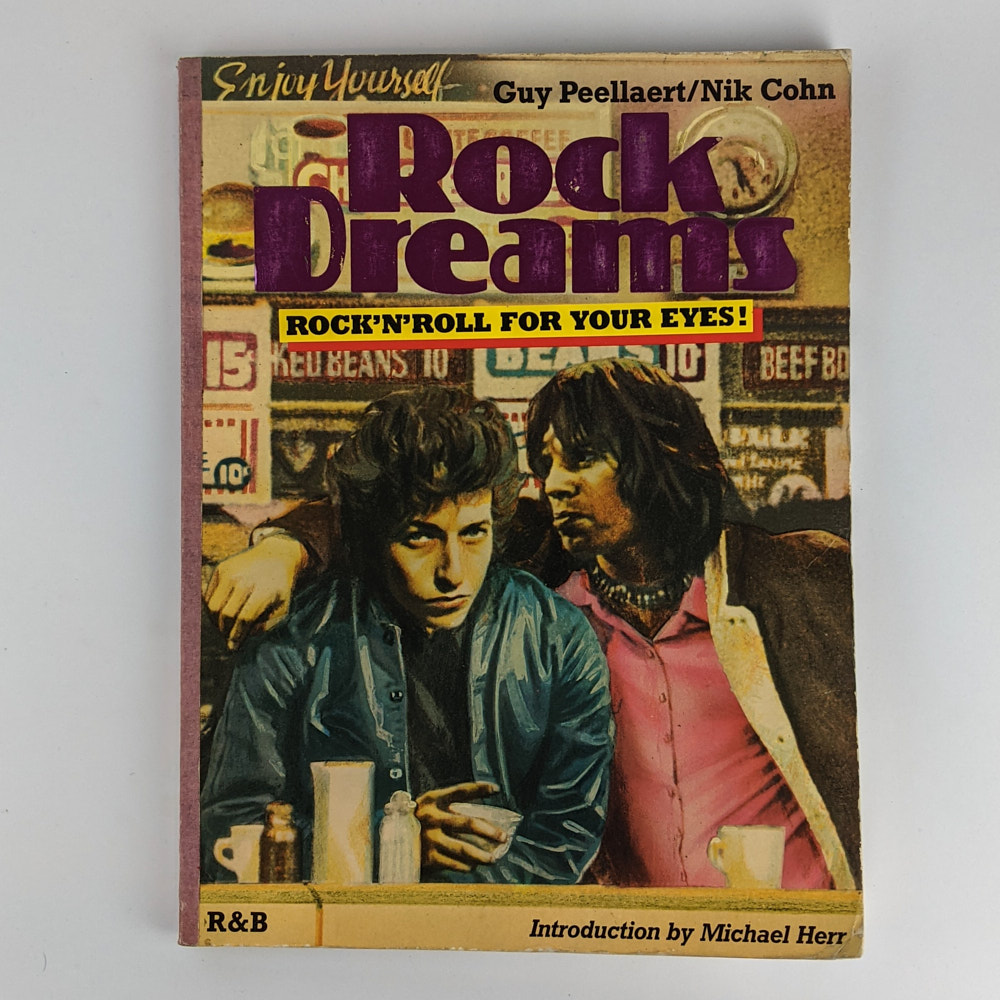 Enjoy Yourself
Guy Peellaert/Nik Cohn
Rock
Dreams
ROCK'N'ROLL FOR YOUR EYES!
15¢
KED BEANS 10
BEANS 10¢
BEEF BO
10¢
R&B
Introduction by Michael Herr